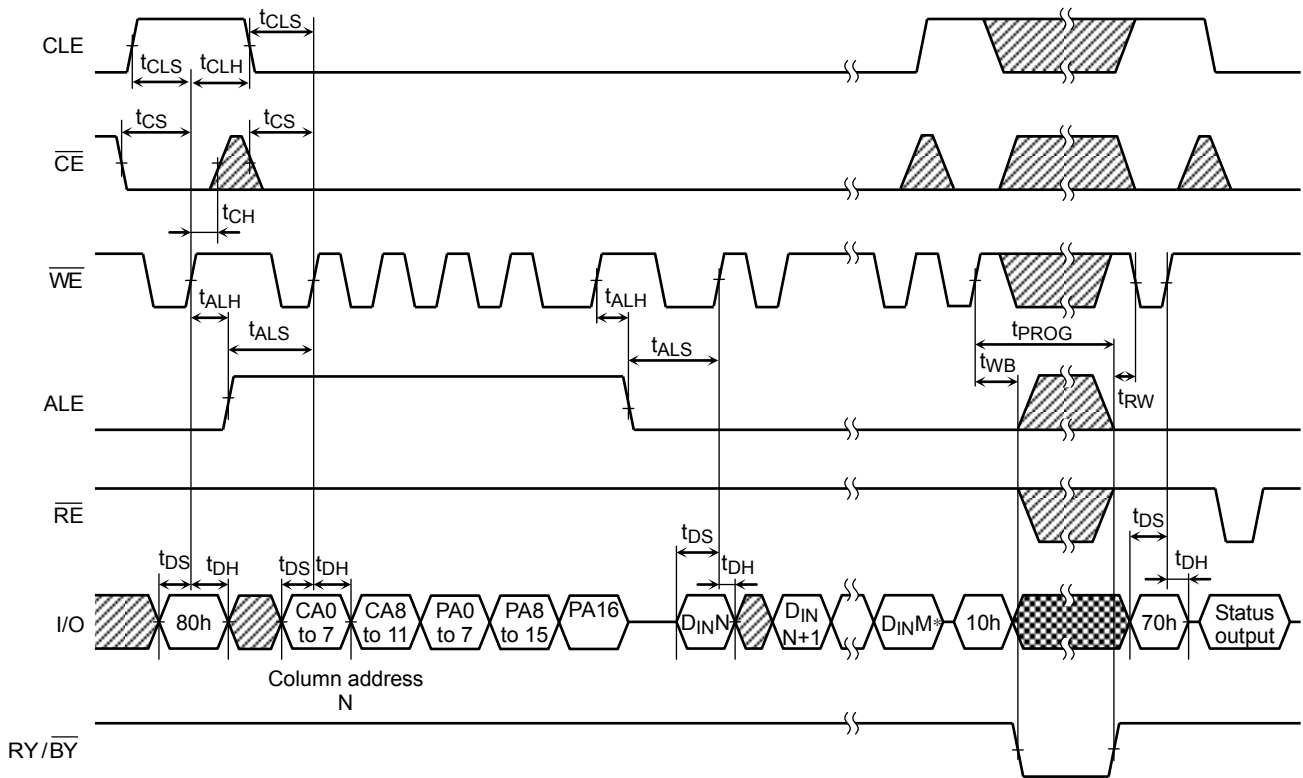 tCLS
CLE
tCLS tCLH
tCS tCS
CE
tCH
WE
tALH tALH
tALS tALS tPROG
tWB
tRW
ALE
RE
tDS tDH tDS tDH tDS tDH tDS tDH
I/O 80h CA0 to 7 CA8 to 11 PA0 to 7 PA8 to 15 PA16 DINN DIN N+1 DINM* 10h 70h Status output
Column address
N
RY/BY